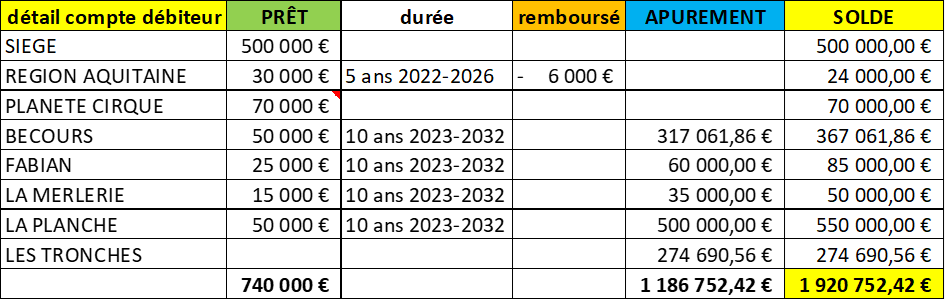 détail compte débiteur PRÊT durée remboursé APUREMENT SOLDE
SIEGE 500 000 € 500 000,00 €
REGION AQUITAINE 30 000 € 5 ans 2022-2026 - 6 000 € 24 000,00 €
PLANETE CIRQUE 70 000 € 70 000,00 €
BECOURS 50 000 € 10 ans 2023-2032 317 061,86 € 367 061,86 €
FABIAN 25 000 € 10 ans 2023-2032 60 000,00 € 85 000,00 €
LA MERLERIE 15 000 € 10 ans 2023-2032 35 000,00 € 50 000,00 €
LA PLANCHE 50 000 € 10 ans 2023-2032 500 000,00 € 550 000,00 €
LES TRONCHES 274 690,56 € 274 690,56 €
740 000 € 1 186 752,42 € 1 920 752,42 €